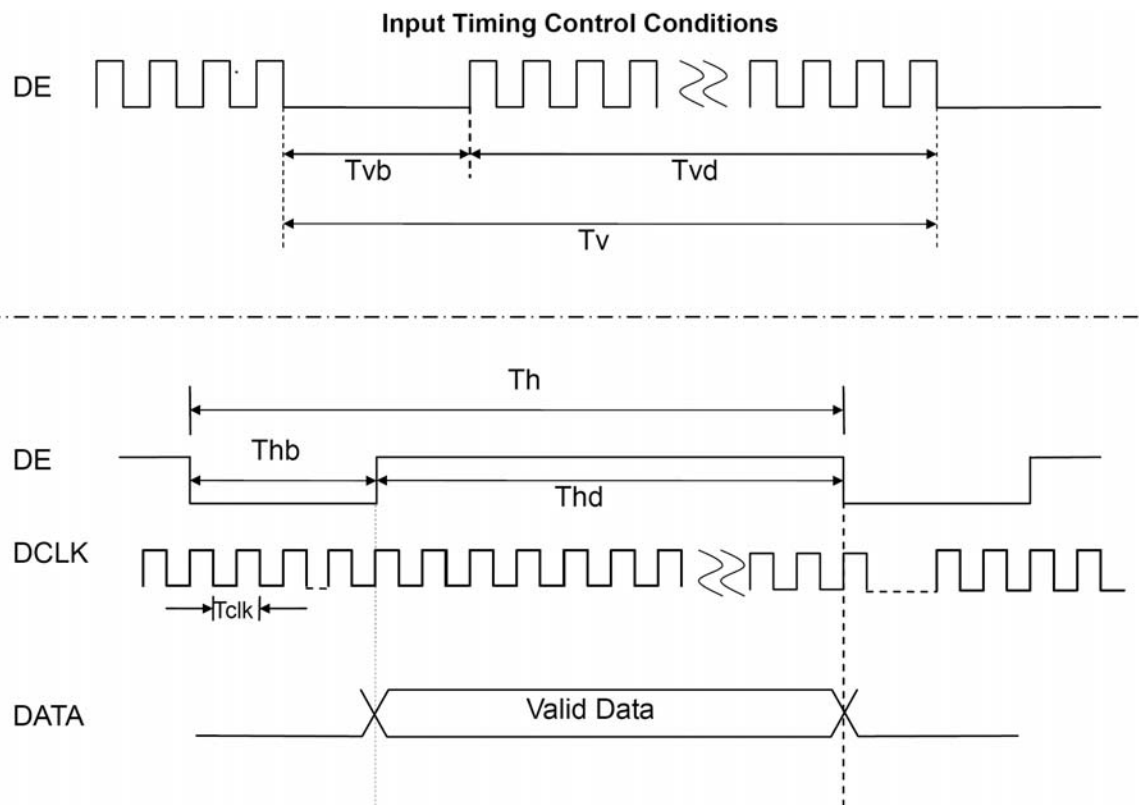 Input Timing Control Conditions
DE
Tvb
Tvd
Tv
Th
DE
Thb
Thd
DCLK
Tclk
DATA
Valid Data